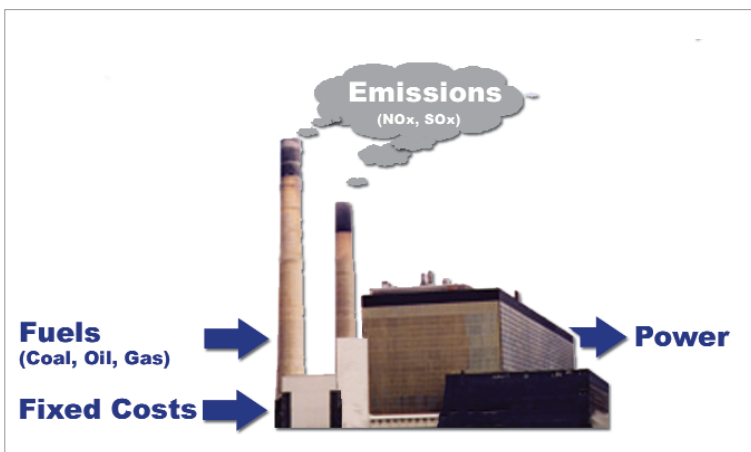 Emissions
(NOx, SOx)
Fuels
(Coal, Oil, Gas)
Power
Fixed Costs